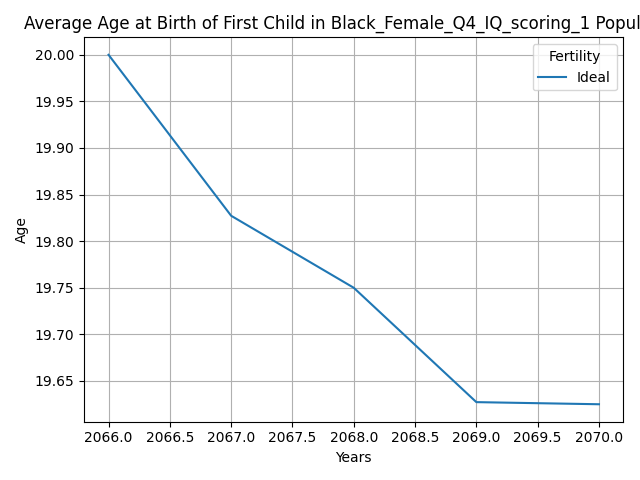 Average Age at Birth of First Child in Black_Female_Q4_IQ_scoring_1 Popul
Fertility
Ideal
20.00
19.95
19.90
19.85
19.80
19.75
19.70
19.65
Age
2066.0 2066.5 2067.0 2067.5 2068.0 2068.5 2069.0 2069.5 2070.0
Years